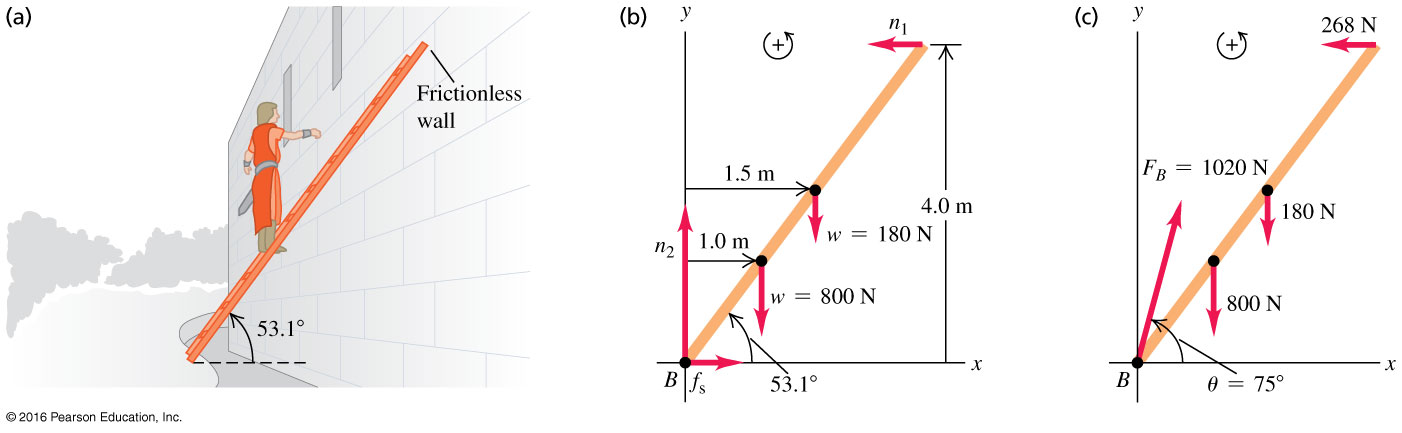 (a)
Frictionless
wall
53.1°
(b)
y
+
n₁
1.5 m
4.0 m
w = 180 N
n₂
1.0 m
w = 800 N
B
fₛ
53.1°
x
(c)
y
+
268 N
F_B = 1020 N
180 N
800 N
B
θ = 75°
x
© 2016 Pearson Education, Inc.